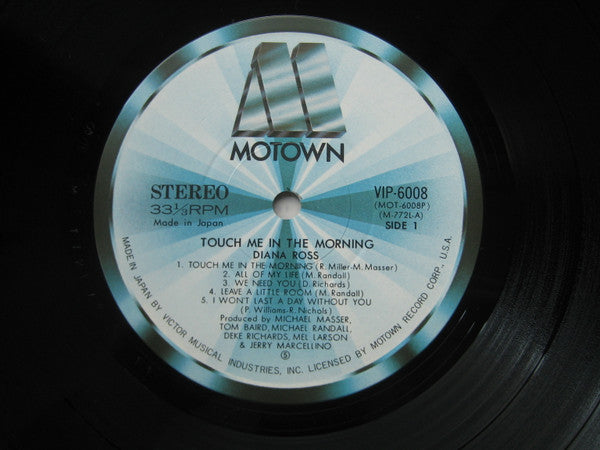 MOTOWN
STEREO
33⅓RPM
Made in Japan
VIP-6008
(MOT-6008P)
(M-772L-A)
SIDE 1
TOUCH ME IN THE MORNING
DIANA ROSS
1. TOUCH ME IN THE MORNING (R. Miller-M. Masser)
2. ALL OF MY LIFE (M. Randall)
3. WE NEED YOU (D. Richards)
4. LEAVE A LITTLE ROOM (M. Randall)
5. I WON'T LAST A DAY WITHOUT YOU
(P. Williams-R. Nichols)
Produced by MICHAEL MASSER,
TOM BAIRD, MICHAEL RANDALL,
DEKE RICHARDS, MEL LARSON
& JERRY MARCELLINO
Ⓢ
MADE IN JAPAN BY VICTOR MUSICAL INDUSTRIES, INC. LICENSED BY MOTOWN RECORD CORP., U.S.A.